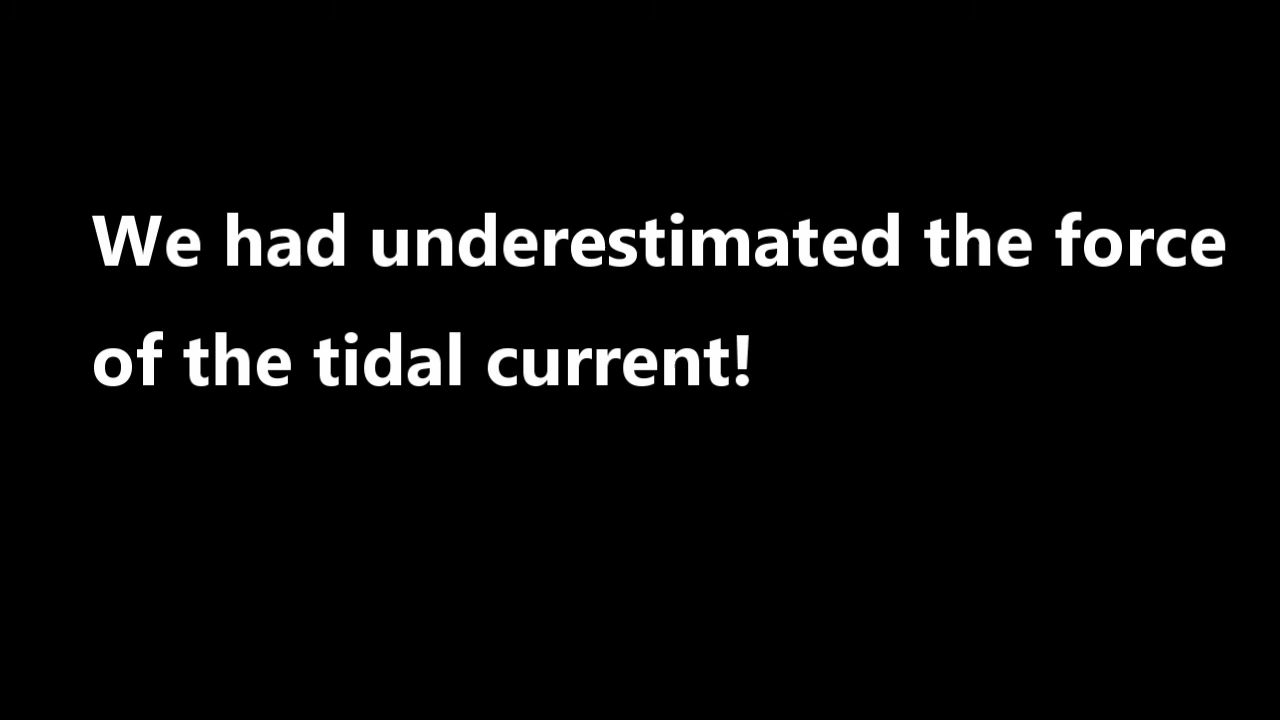 We had underestimated the force
of the tidal current!